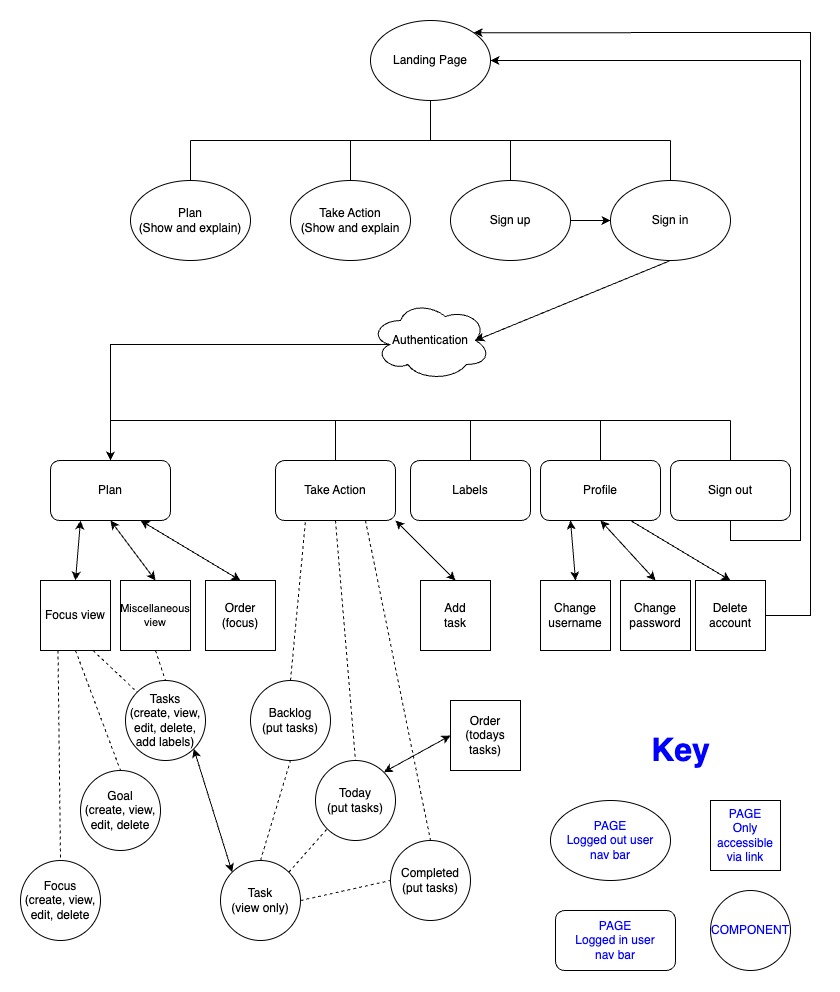 Landing Page
Plan
(Show and explain)
Take Action
(Show and explain
Sign up
Sign in
Authentication
Plan
Take Action
Labels
Profile
Sign out
Focus view
Miscellaneous
view
Order
(focus)
Add
task
Change
username
Change
password
Delete
account
Tasks
(create, view,
edit, delete,
add labels)
Backlog
(put tasks)
Order
(todays
tasks)
Goal
(create, view,
edit, delete
Today
(put tasks)
Focus
(create, view,
edit, delete
Task
(view only)
Completed
(put tasks)
Key
PAGE
Logged out user
nav bar
PAGE
Only
accessible
via link
PAGE
Logged in user
nav bar
COMPONENT